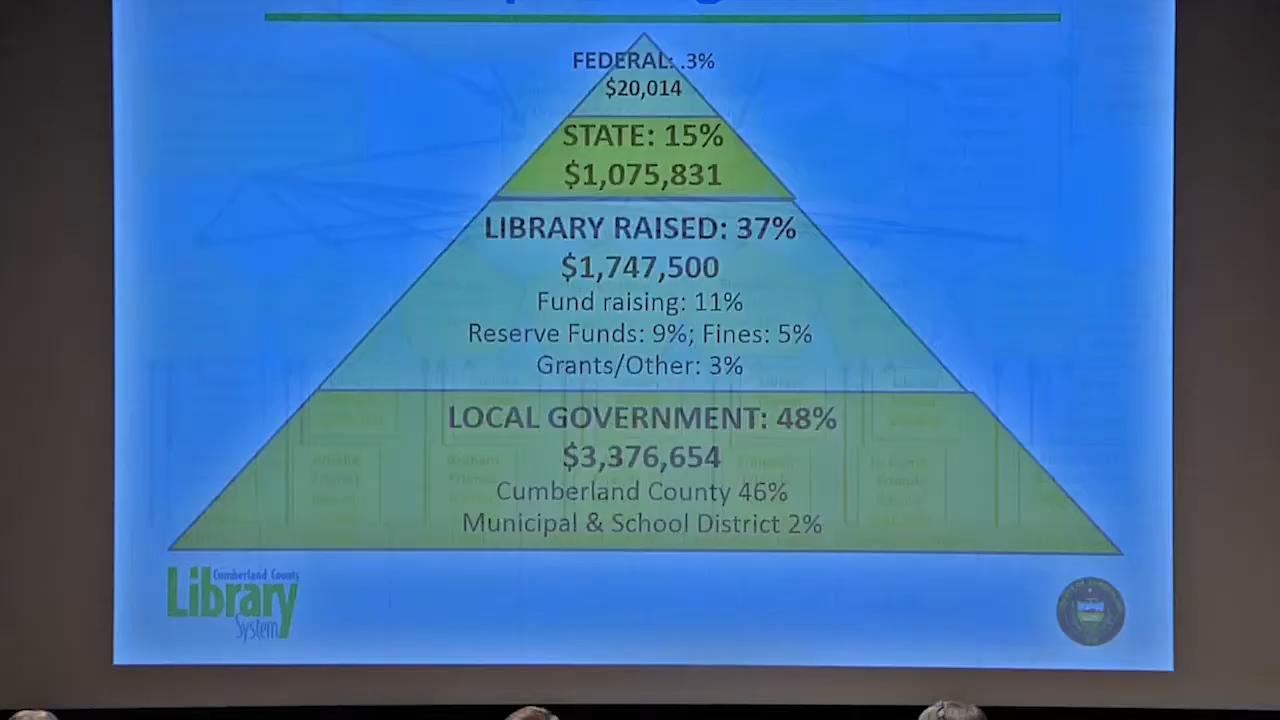 FEDERAL: .3%
$20,014
STATE: 15%
$1,075,831
LIBRARY RAISED: 37%
$1,747,500
Fund raising: 11%
Reserve Funds: 9%; Fines: 5%
Grants/Other: 3%
LOCAL GOVERNMENT: 48%
$3,376,654
Cumberland County 46%
Municipal & School District 2%
Cumberland County
Library
System